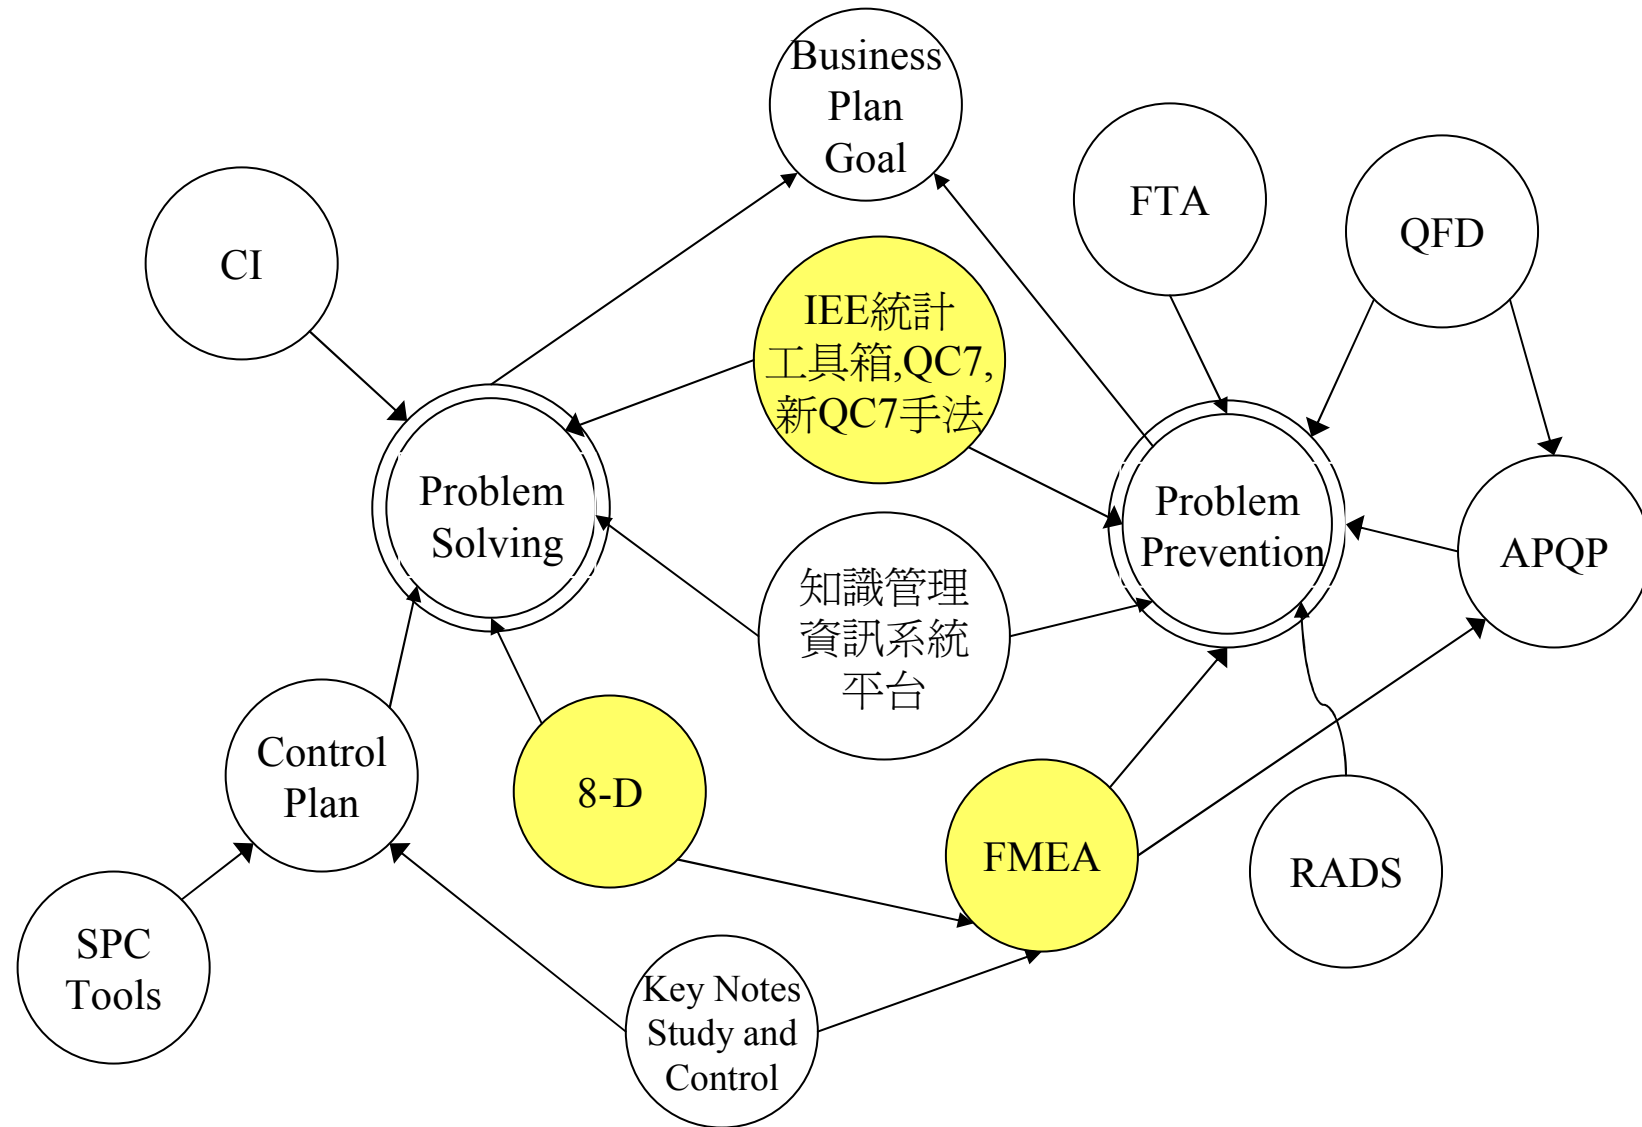 Business
Plan
Goal
FTA
QFD
CI
IEE統計
工具箱,QC7,
新QC7手法
Problem
Solving
Problem
Prevention
APQP
知識管理
資訊系統
平台
Control
Plan
8-D
FMEA
RADS
SPC
Tools
Key Notes
Study and
Control